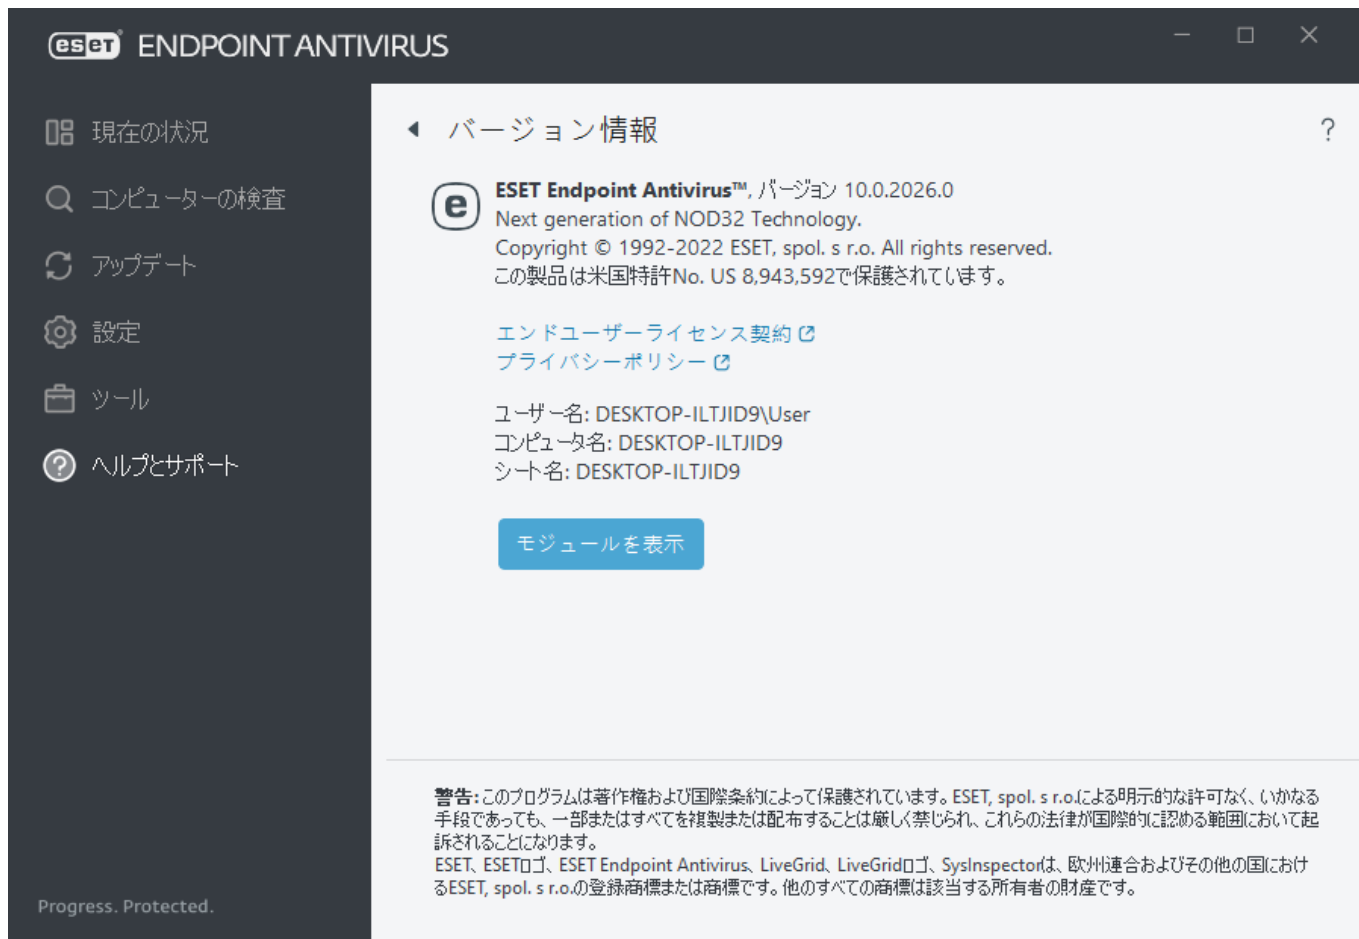 eset ENDPOINT ANTIVIRUS
現在の状況
コンピューターの検査
アップデート
設定
ツール
ヘルプとサポート
Progress. Protected.
バージョン情報
?
ESET Endpoint Antivirus™, バージョン 10.0.2026.0
Next generation of NOD32 Technology.
Copyright © 1992-2022 ESET, spol. s r.o. All rights reserved.
この製品は米国特許No. US 8,943,592で保護されています。
エンドユーザーライセンス契約
プライバシーポリシー
ユーザー名: DESKTOP-ILTJID9\User
コンピュータ名: DESKTOP-ILTJID9
シート名: DESKTOP-ILTJID9
モジュールを表示
警告:このプログラムは著作権および国際条約によって保護されています。ESET, spol. s r.o.による明示的な許可なく、いかなる
手段であっても、一部またはすべてを複製または配布することは厳しく禁じられ、これらの法律が国際的に認める範囲において起
訴されることになります。
ESET、ESETロゴ、ESET Endpoint Antivirus、LiveGrid、LiveGridロゴ、SysInspectorは、欧州連合およびその他の国におけ
るESET, spol. s r.o.の登録商標または商標です。他のすべての商標は該当する所有者の財産です。